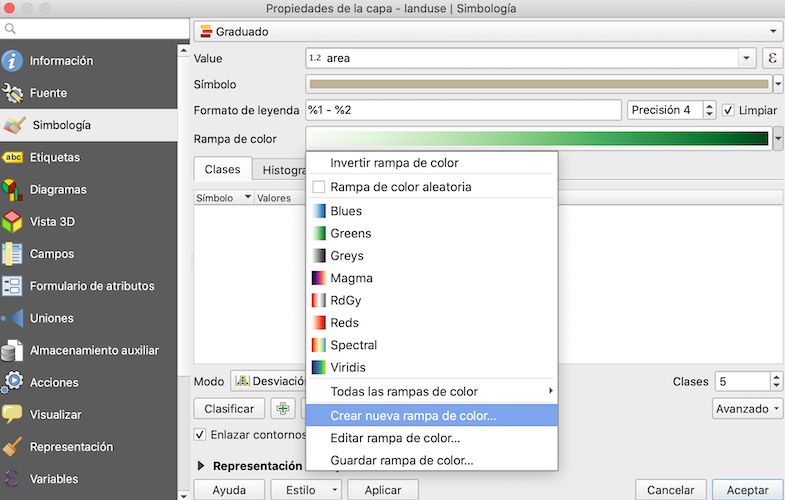 Propiedades de la capa - landuse | Simbología
Graduado
Información
Value
1.2 area
ε
Fuente
Símbolo
Simbología
Formato de leyenda
%1 - %2
Precisión 4
Limpiar
Rampa de color
abc
Etiquetas
Clases
Histogra
Invertir rampa de color
Diagramas
Rampa de color aleatoria
Símbolo
Valores
Blues
Vista 3D
Greens
Campos
Greys
Magma
Formulario de atributos
RdGy
Uniones
Reds
Spectral
Almacenamiento auxiliar
Viridis
Acciones
Modo
Desviación
Clases
5
Todas las rampas de color
Visualizar
Clasificar
Crear nueva rampa de color...
Avanzado
Representación
Enlazar contornos
Editar rampa de color...
Guardar rampa de color...
Representación
ε
Variables
Ayuda
Estilo
Aplicar
Cancelar
Aceptar